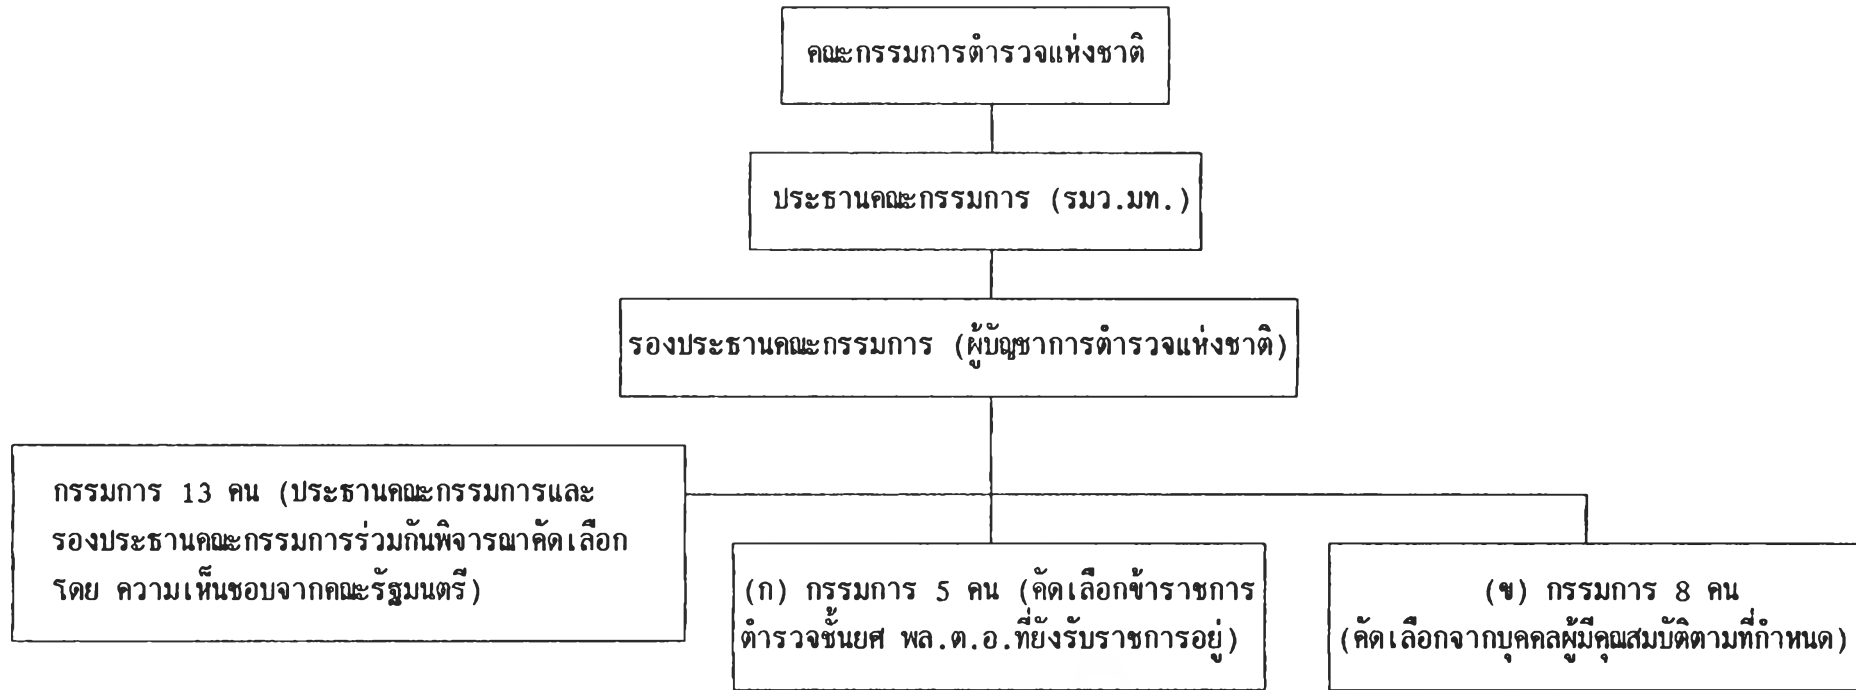 คณะกรรมการตำรวจแห่งชาติ
ประธานคณะกรรมการ (รมว.มท.)
รองประธานคณะกรรมการ (ผู้บัญชาการตำรวจแห่งชาติ)
กรรมการ 13 คน (ประธานคณะกรรมการและ
รองประธานคณะกรรมการร่วมกันพิจารณาคัดเลือก
โดย ความเห็นชอบจากคณะรัฐมนตรี)
(ก) กรรมการ 5 คน (คัดเลือกข้าราชการ
ตำรวจชั้นยศ พล.ต.อ.ที่ยังรับราชการอยู่)
(ข) กรรมการ 8 คน
(คัดเลือกจากบุคคลผู้มีคุณสมบัติตามที่กำหนด)